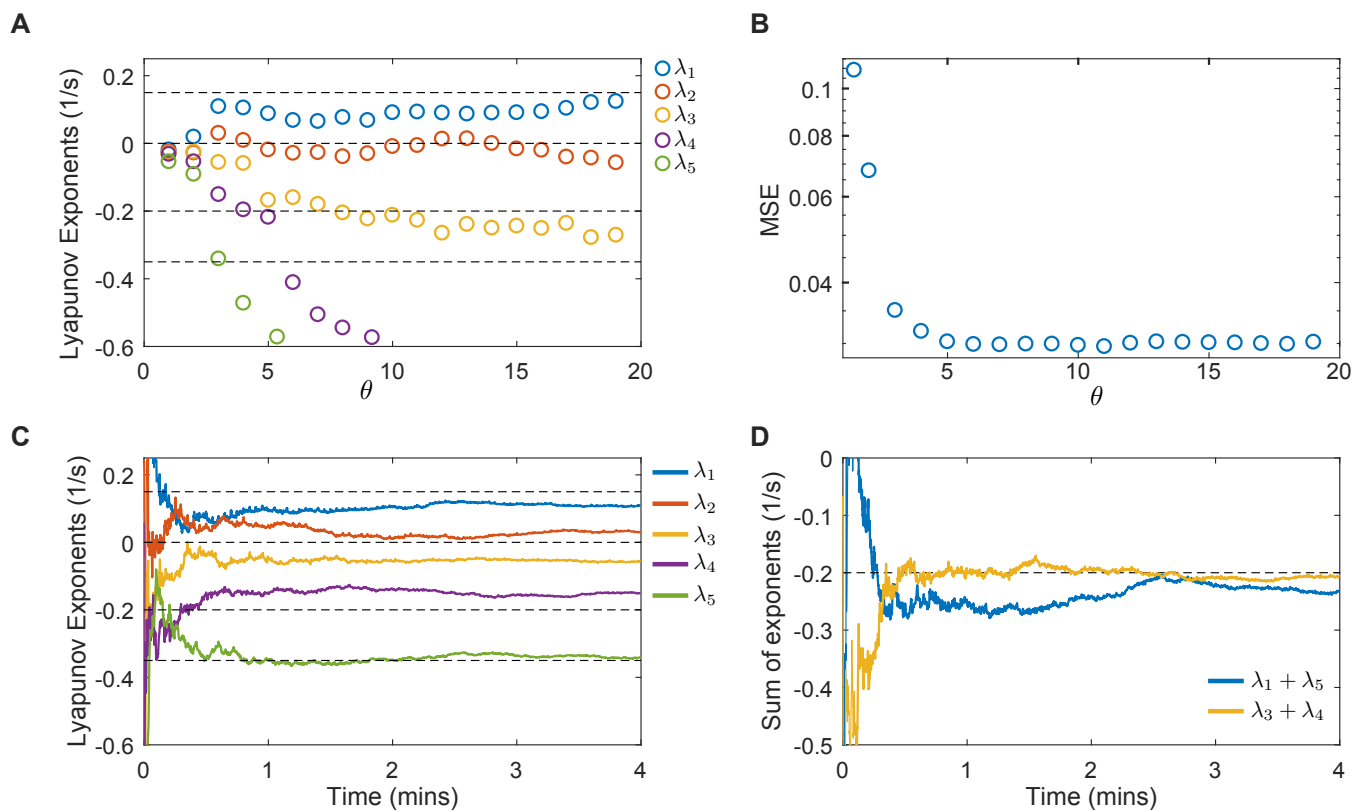 A
Lyapunov Exponents (1/s)
0.2
0
-0.2
-0.4
-0.6
0
5
10
15
20
θ
λ1
λ2
λ3
λ4
λ5
B
MSE
0.1
0.08
0.06
0.04
5
10
15
20
θ
C
Lyapunov Exponents (1/s)
0.2
0
-0.2
-0.4
-0.6
0
1
2
3
4
Time (mins)
λ1
λ2
λ3
λ4
λ5
D
Sum of exponents (1/s)
0
-0.1
-0.2
-0.3
-0.4
-0.5
0
1
2
3
4
Time (mins)
λ1 + λ5
λ3 + λ4